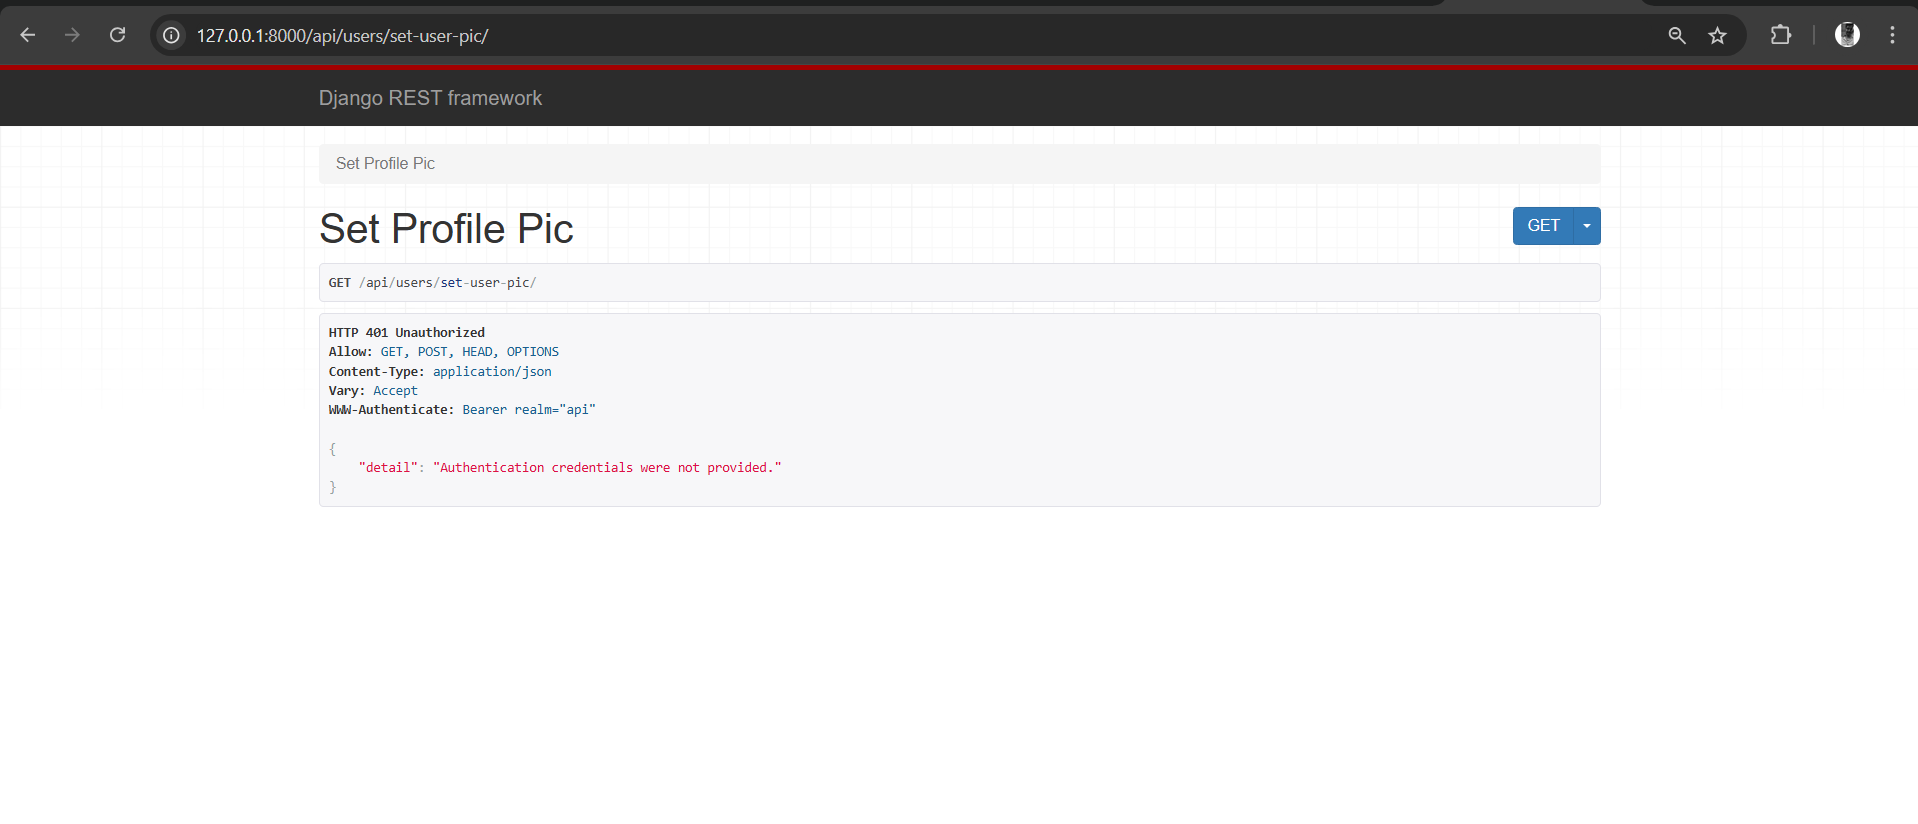 127.0.0.1:8000/api/users/set-user-pic/
Django REST framework
Set Profile Pic
Set Profile Pic
GET
GET /api/users/set-user-pic/
HTTP 401 Unauthorized
Allow: GET, POST, HEAD, OPTIONS
Content-Type: application/json
Vary: Accept
WWW-Authenticate: Bearer realm="api"
{
    "detail": "Authentication credentials were not provided."
}